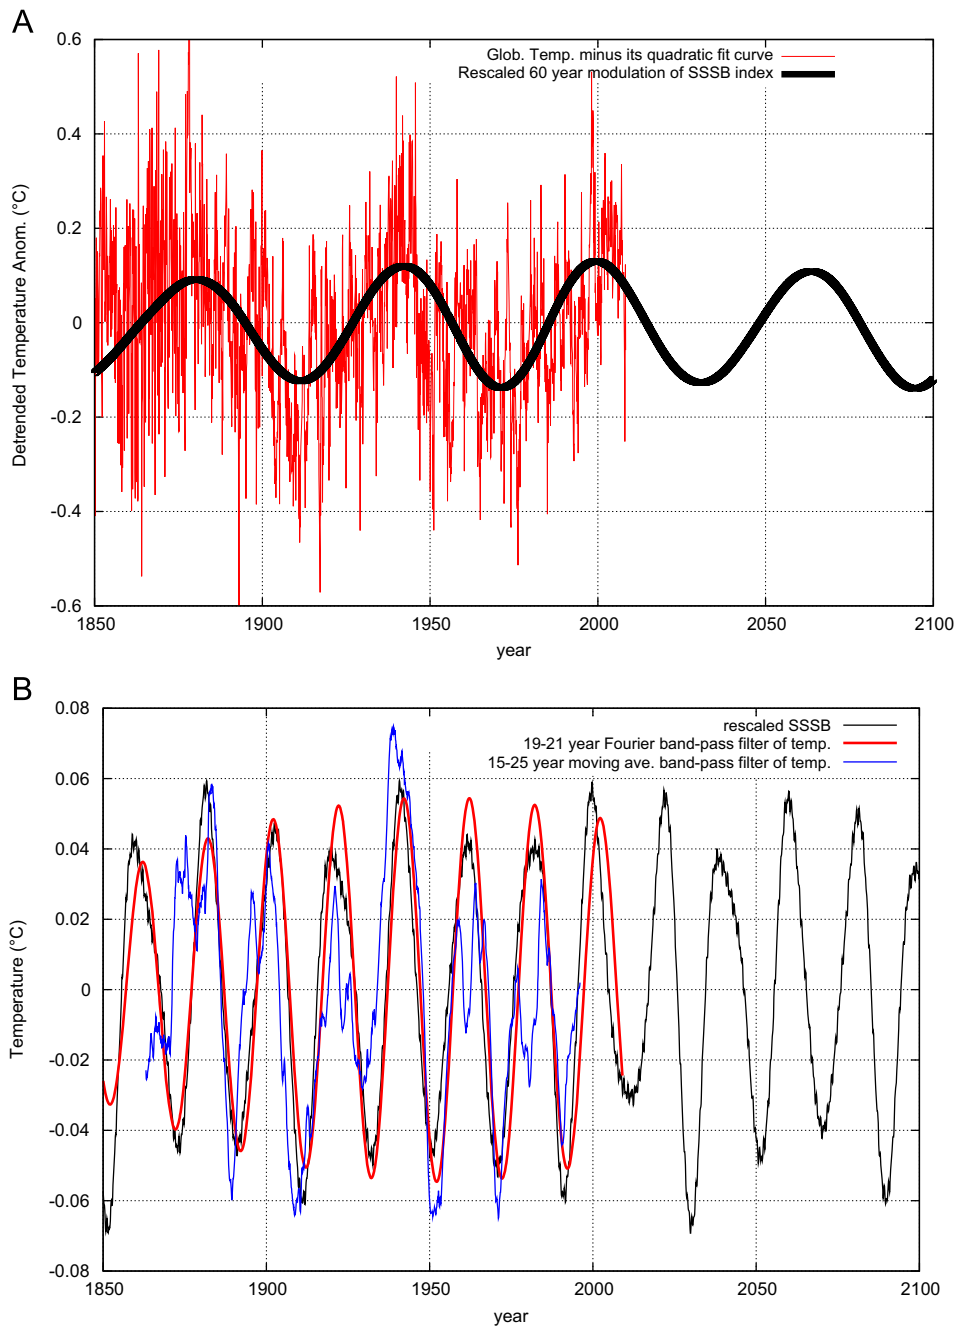 A
0.6
Glob. Temp. minus its quadratic fit curve
Rescaled 60 year modulation of SSSB index
0.4
0.2
0
-0.2
-0.4
-0.6
Detrended Temperature Anom. (°C)
1850 1900 1950 2000 2050 2100
year
B
0.08
rescaled SSSB
19-21 year Fourier band-pass filter of temp.
15-25 year moving ave. band-pass filter of temp.
0.06
0.04
0.02
0
-0.02
-0.04
-0.06
-0.08
Temperature (°C)
1850 1900 1950 2000 2050 2100
year